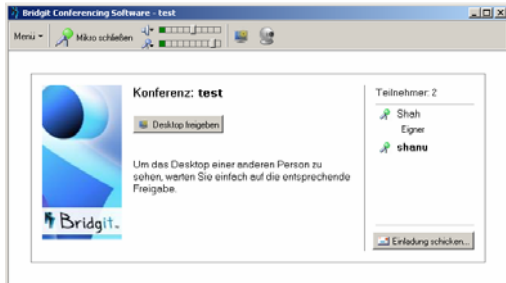 Bridgit Conferencing Software - test
Menü
Mikro schließen
Konferenz: test
Teilnehmer: 2
Desktop freigeben
Shah
Eigner
shanu
Um das Desktop einer anderen Person zu
sehen, warten Sie einfach auf die entsprechende
Freigabe.
Bridgit
Einladung schicken...